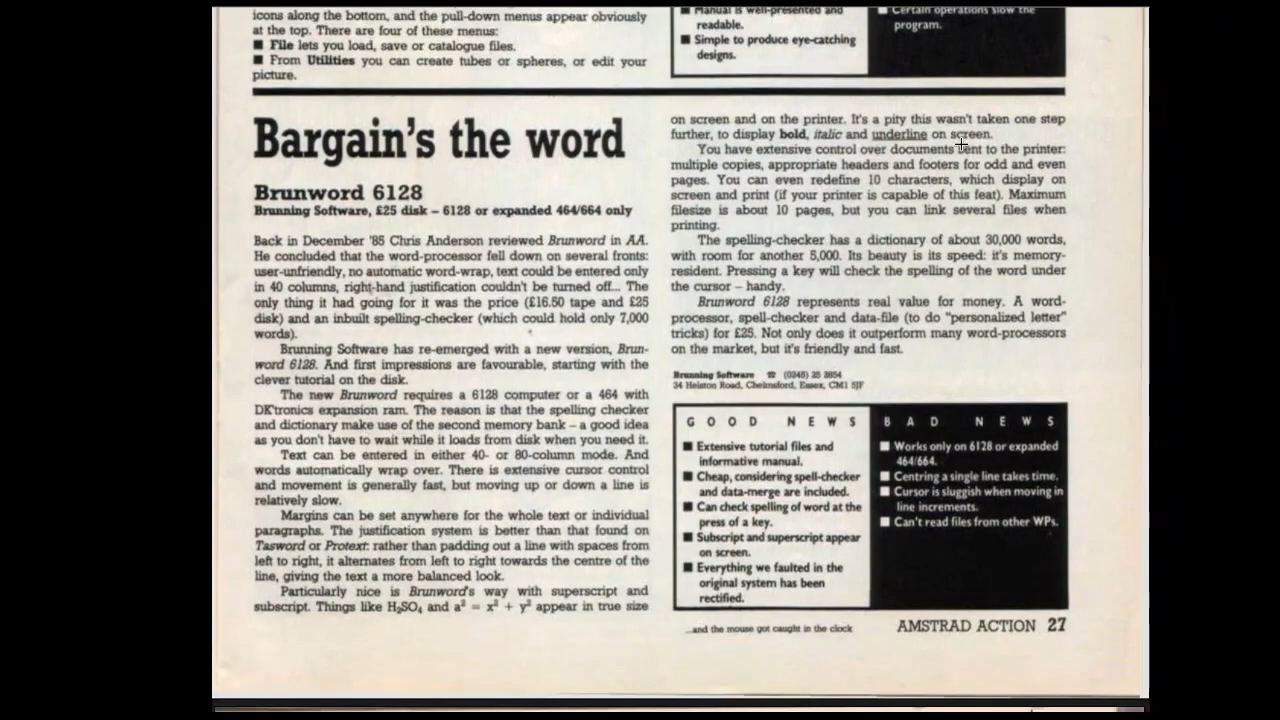 icons along the bottom, and the pull-down menus appear obviously
at the top. There are four of these menus:
■ File lets you load, save or catalogue files.
■ From Utilities you can create tubes or spheres, or edit your
picture.
■ Manual is well-presented and
readable.
■ Simple to produce eye-catching
designs.
■ Certain operations slow the
program.
Bargain's the word
Brunword 6128
Brunning Software, £25 disk – 6128 or expanded 464/664 only
Back in December '85 Chris Anderson reviewed Brunword in AA.
He concluded that the word-processor fell down on several fronts:
user-unfriendly, no automatic word-wrap, text could be entered only
in 40 columns, right-hand justification couldn't be turned off... The
only thing it had going for it was the price (£16.50 tape and £25
disk) and an inbuilt spelling-checker (which could hold only 7,000
words).
Brunning Software has re-emerged with a new version, Brun-
word 6128. And first impressions are favourable, starting with the
clever tutorial on the disk.
The new Brunword requires a 6128 computer or a 464 with
DK'tronics expansion ram. The reason is that the spelling checker
and dictionary make use of the second memory bank – a good idea
as you don't have to wait while it loads from disk when you need it.
Text can be entered in either 40- or 80-column mode. And
words automatically wrap over. There is extensive cursor control
and movement is generally fast, but moving up or down a line is
relatively slow.
Margins can be set anywhere for the whole text or individual
paragraphs. The justification system is better than that found on
Tasword or Protext: rather than padding out a line with spaces from
left to right, it alternates from left to right towards the centre of the
line, giving the text a more balanced look.
Particularly nice is Brunword's way with superscript and
subscript. Things like H₂SO₄ and a² = x² + y² appear in true size
on screen and on the printer. It's a pity this wasn't taken one step
further, to display bold, italic and underline on screen.
You have extensive control over documents sent to the printer:
multiple copies, appropriate headers and footers for odd and even
pages. You can even redefine 10 characters, which display on
screen and print (if your printer is capable of this feat). Maximum
filesize is about 10 pages, but you can link several files when
printing.
The spelling-checker has a dictionary of about 30,000 words,
with room for another 5,000. Its beauty is its speed: it's memory-
resident. Pressing a key will check the spelling of the word under
the cursor – handy.
Brunword 6128 represents real value for money. A word-
processor, spell-checker and data-file (to do "personalized letter"
tricks) for £25. Not only does it outperform many word-processors
on the market, but it's friendly and fast.
Brunning Software ☎ (0245) 25 3854
34 Helston Road, Chelmsford, Essex, CM1 5JF
GOOD NEWS
■ Extensive tutorial files and
informative manual.
■ Cheap, considering spell-checker
and data-merge are included.
■ Can check spelling of word at the
press of a key.
■ Subscript and superscript appear
on screen.
■ Everything we faulted in the
original system has been
rectified.
BAD NEWS
■ Works only on 6128 or expanded
464/664.
■ Centring a single line takes time.
■ Cursor is sluggish when moving in
line increments.
■ Can't read files from other WPs.
...and the mouse got caught in the clock
AMSTRAD ACTION 27